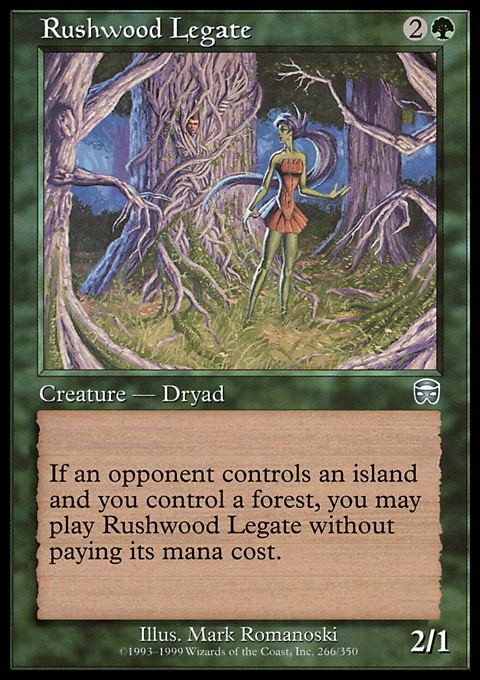 Rushwood Legate 2
Creature — Dryad
If an opponent controls an island
and you control a forest, you may
play Rushwood Legate without
paying its mana cost.
Illus. Mark Romanoski
©1993–1999 Wizards of the Coast, Inc. 266/350
2/1